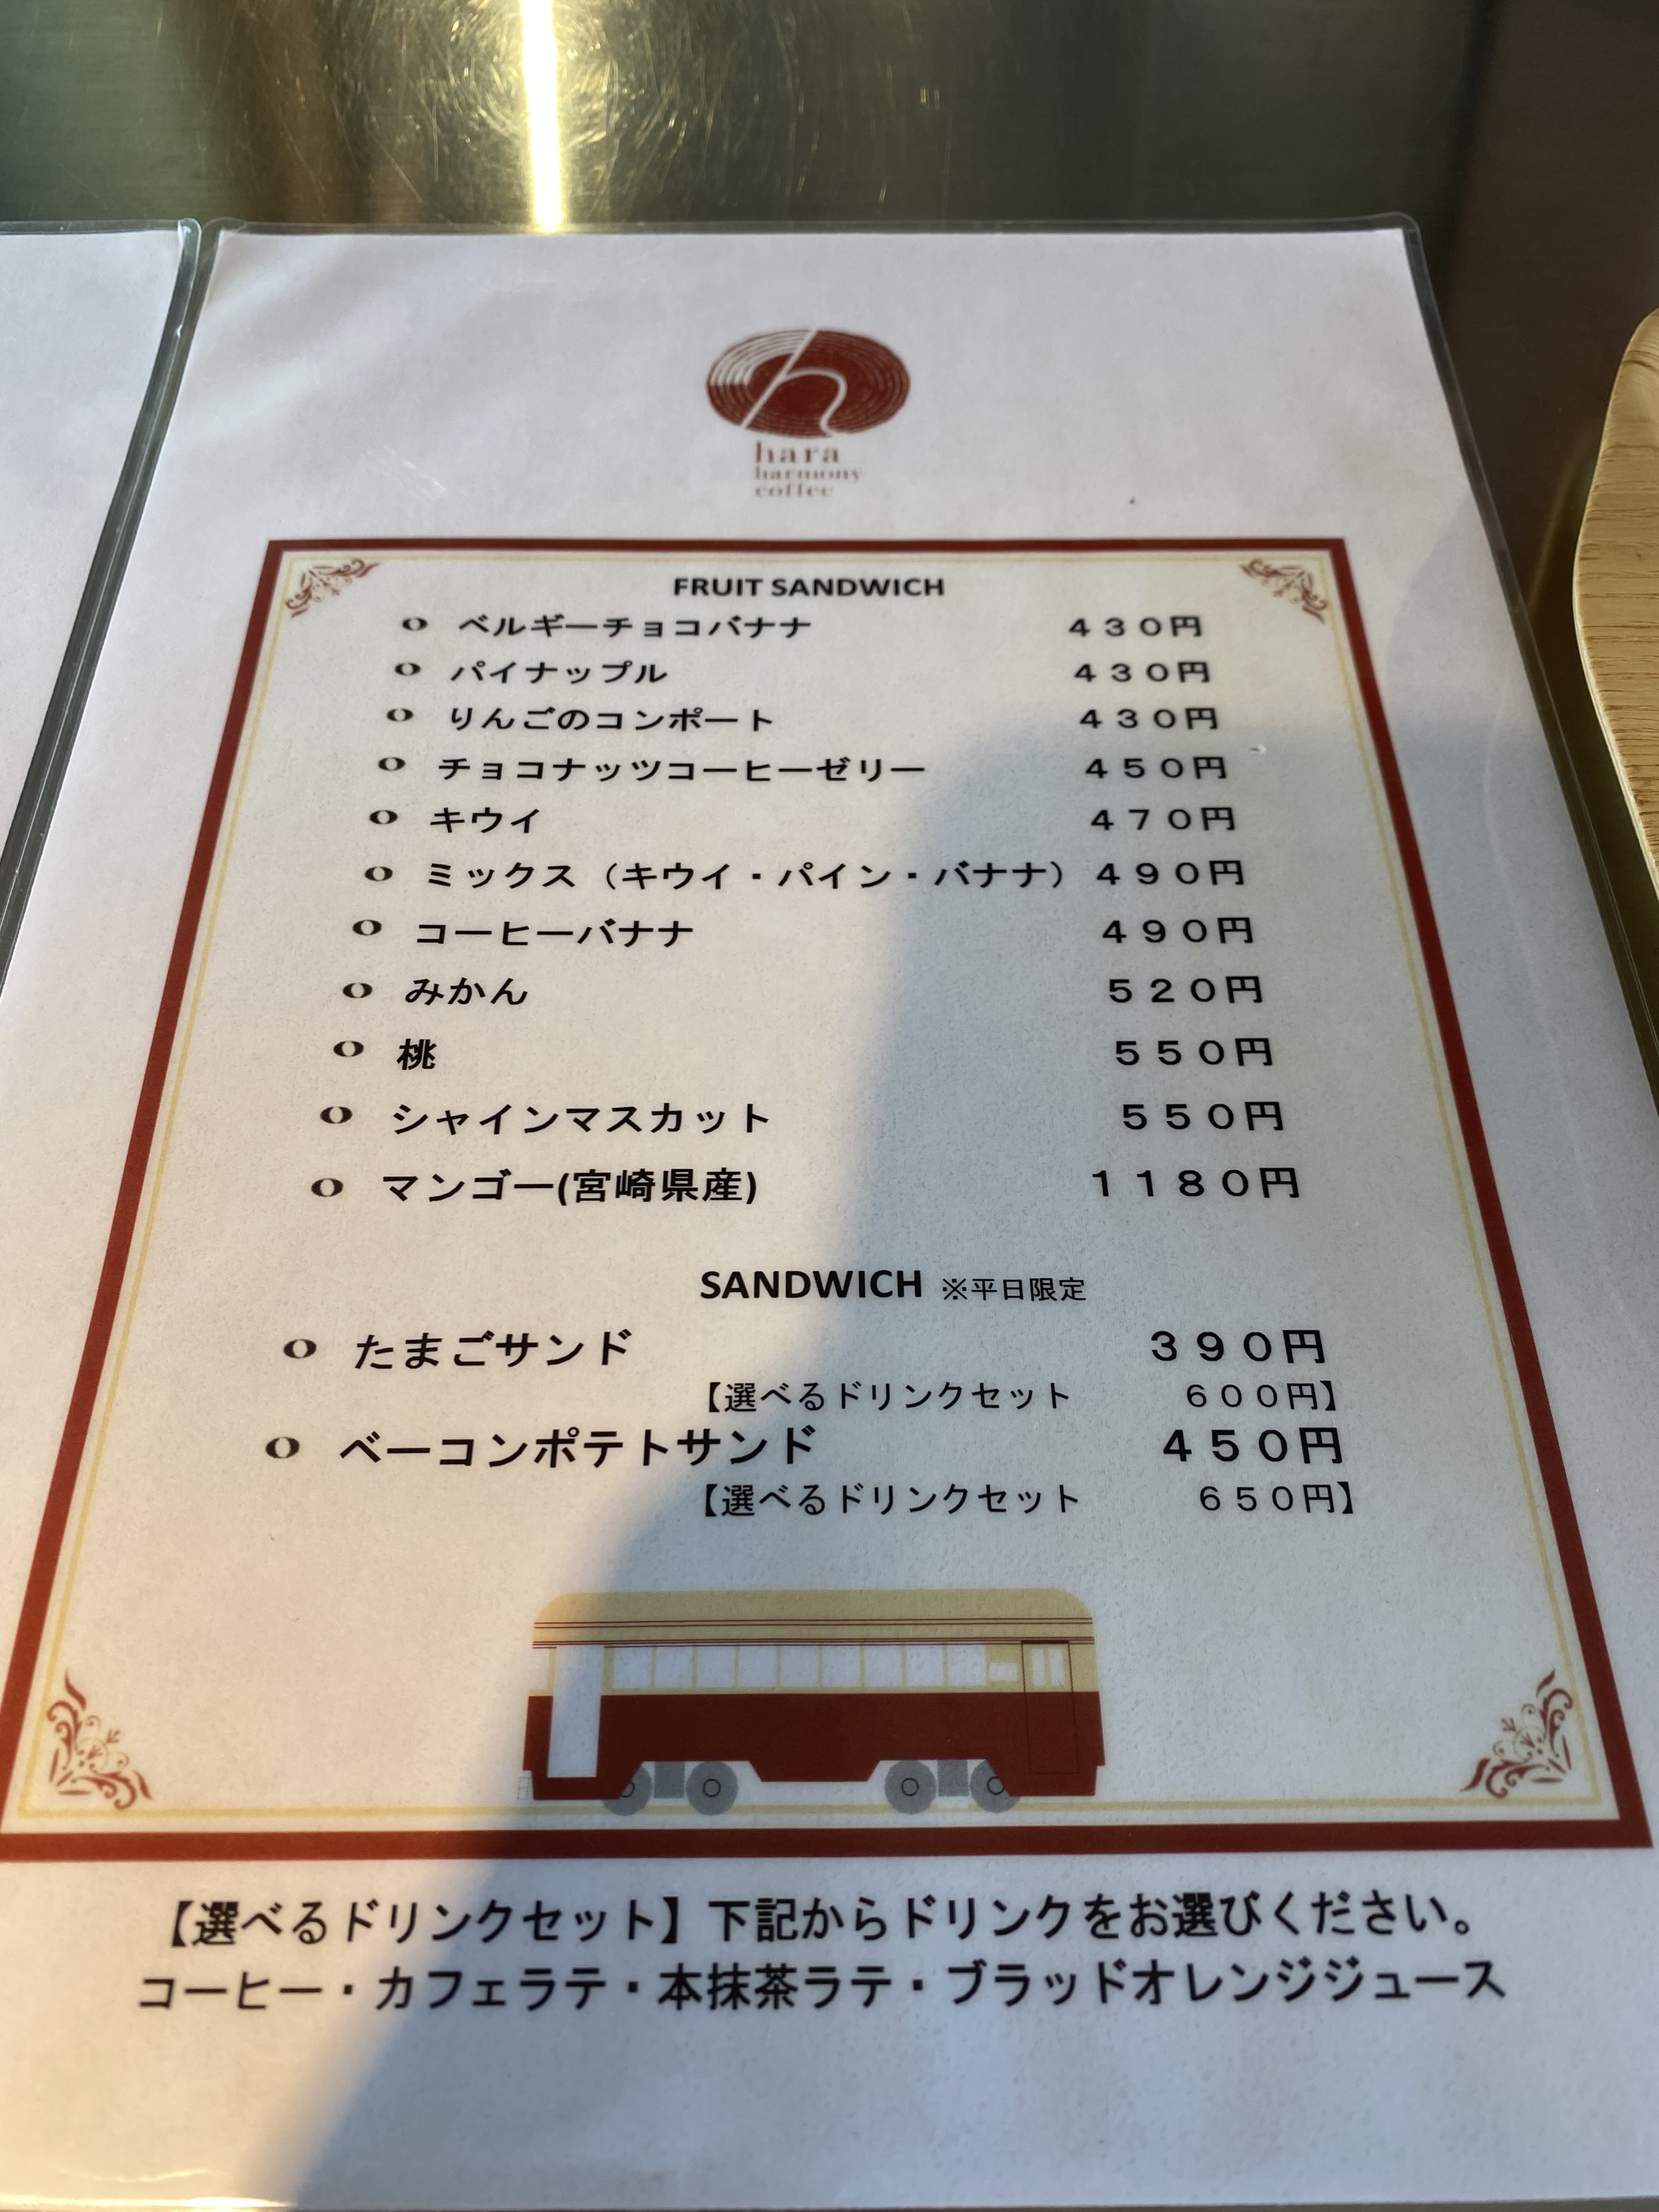 hara
harmony
coffee
FRUIT SANDWICH
ベルギーチョコバナナ ４３０円
パイナップル ４３０円
りんごのコンポート ４３０円
チョコナッツコーヒーゼリー ４５０円
キウイ ４７０円
ミックス（キウイ・パイン・バナナ） ４９０円
コーヒーバナナ ４９０円
みかん ５２０円
桃 ５５０円
シャインマスカット ５５０円
マンゴー(宮崎県産) １１８０円
SANDWICH ※平日限定
たまごサンド ３９０円
【選べるドリンクセット ６００円】
ベーコンポテトサンド ４５０円
【選べるドリンクセット ６５０円】
【選べるドリンクセット】下記からドリンクをお選びください。
コーヒー・カフェラテ・本抹茶ラテ・ブラッドオレンジジュース